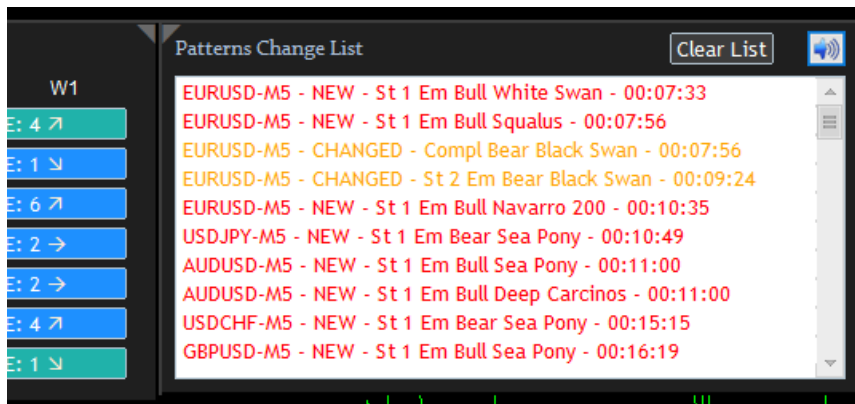 Patterns Change List
Clear List
W1
E: 4 ↗
E: 1 ↘
E: 6 ↗
E: 2 →
E: 2 →
E: 4 ↗
E: 1 ↘
EURUSD-M5 - NEW - St 1 Em Bull White Swan - 00:07:33
EURUSD-M5 - NEW - St 1 Em Bull Squalus - 00:07:56
EURUSD-M5 - CHANGED - Compl Bear Black Swan - 00:07:56
EURUSD-M5 - CHANGED - St 2 Em Bear Black Swan - 00:09:24
EURUSD-M5 - NEW - St 1 Em Bull Navarro 200 - 00:10:35
USDJPY-M5 - NEW - St 1 Em Bear Sea Pony - 00:10:49
AUDUSD-M5 - NEW - St 1 Em Bull Sea Pony - 00:11:00
AUDUSD-M5 - NEW - St 1 Em Bull Deep Carcinos - 00:11:00
USDCHF-M5 - NEW - St 1 Em Bear Sea Pony - 00:15:15
GBPUSD-M5 - NEW - St 1 Em Bull Sea Pony - 00:16:19